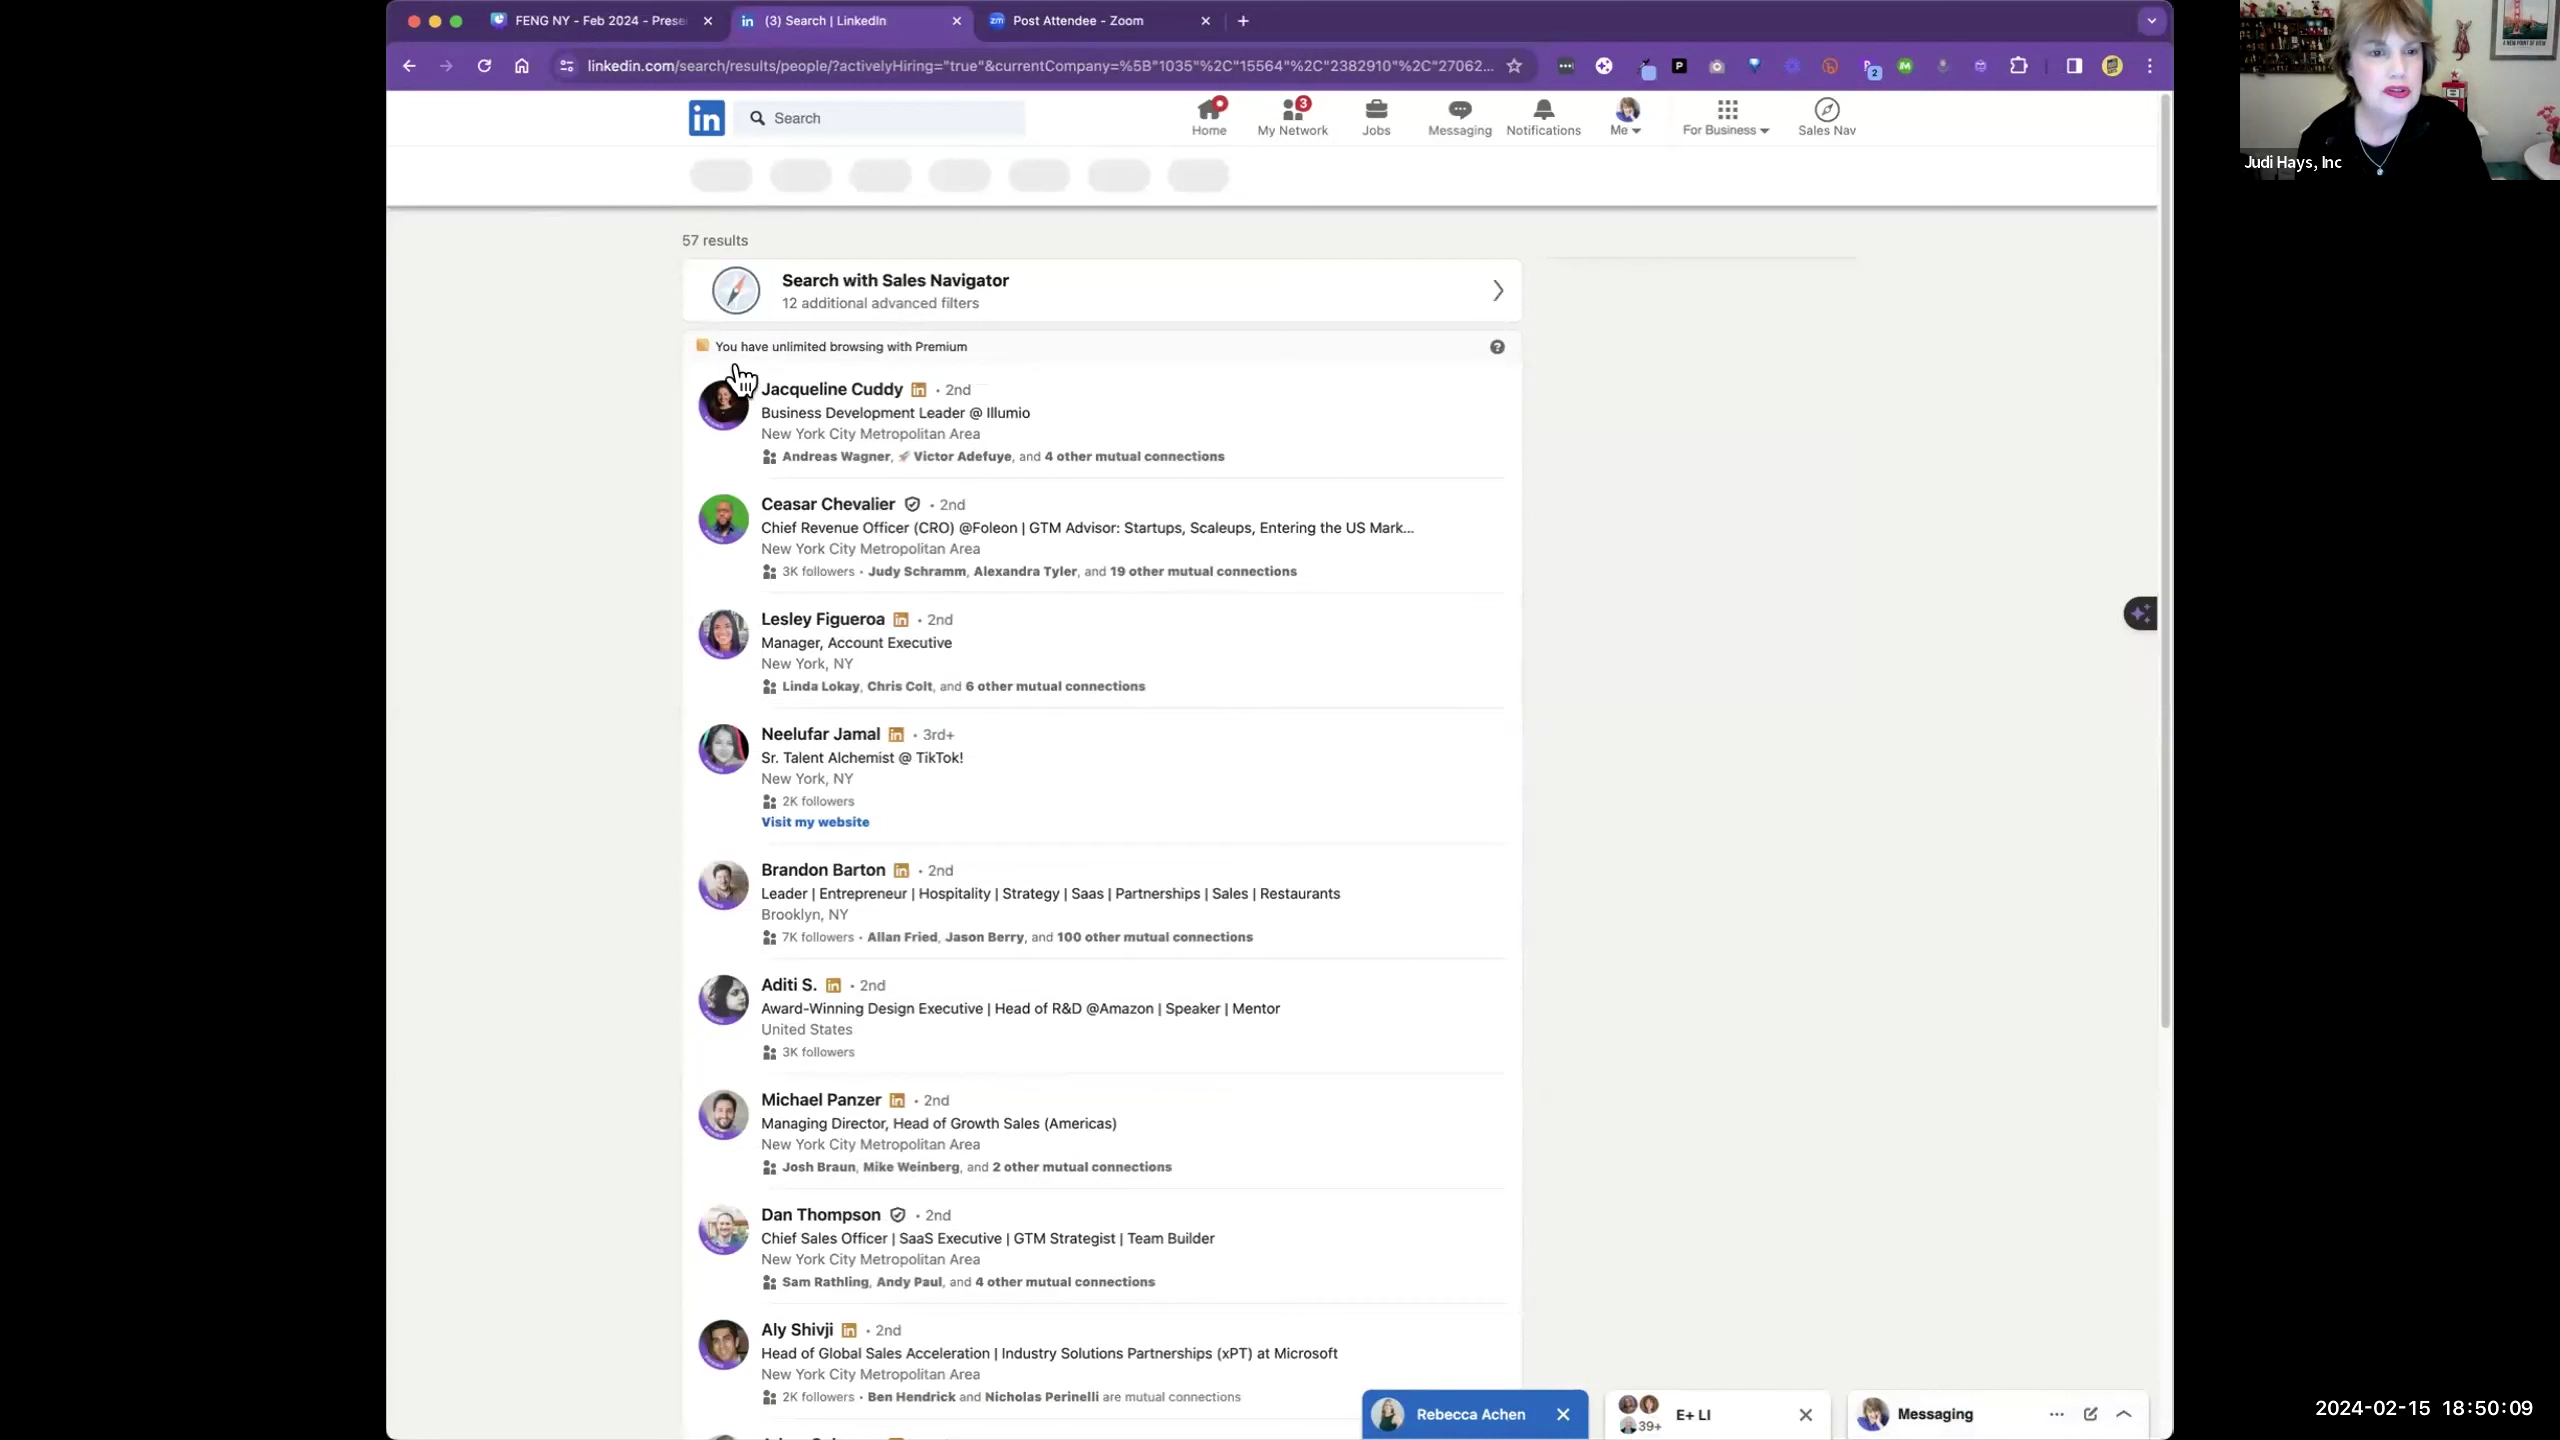 FENG NY - Feb 2024 - Prese
(3) Search | LinkedIn
Post Attendee - Zoom
linkedin.com/search/results/people/?activelyHiring="true"&currentCompany=%5B"1035"%2C"15564"%2C"2382910"%2C"27062...
Search
Home
3
My Network
Jobs
Messaging
Notifications
Me
For Business
Sales Nav
57 results
Search with Sales Navigator
12 additional advanced filters
You have unlimited browsing with Premium
Jacqueline Cuddy • 2nd
Business Development Leader @ Illumio
New York City Metropolitan Area
Andreas Wagner, 🚀 Victor Adefuye, and 4 other mutual connections
Ceasar Chevalier • 2nd
Chief Revenue Officer (CRO) @Foleon | GTM Advisor: Startups, Scaleups, Entering the US Mark...
New York City Metropolitan Area
3K followers • Judy Schramm, Alexandra Tyler, and 19 other mutual connections
Lesley Figueroa • 2nd
Manager, Account Executive
New York, NY
Linda Lokay, Chris Colt, and 6 other mutual connections
Neelufar Jamal • 3rd+
Sr. Talent Alchemist @ TikTok!
New York, NY
2K followers
Visit my website
Brandon Barton • 2nd
Leader | Entrepreneur | Hospitality | Strategy | Saas | Partnerships | Sales | Restaurants
Brooklyn, NY
7K followers • Allan Fried, Jason Berry, and 100 other mutual connections
Aditi S. • 2nd
Award-Winning Design Executive | Head of R&D @Amazon | Speaker | Mentor
United States
3K followers
Michael Panzer • 2nd
Managing Director, Head of Growth Sales (Americas)
New York City Metropolitan Area
Josh Braun, Mike Weinberg, and 2 other mutual connections
Dan Thompson • 2nd
Chief Sales Officer | SaaS Executive | GTM Strategist | Team Builder
New York City Metropolitan Area
Sam Rathling, Andy Paul, and 4 other mutual connections
Aly Shivji • 2nd
Head of Global Sales Acceleration | Industry Solutions Partnerships (xPT) at Microsoft
New York City Metropolitan Area
2K followers • Ben Hendrick and Nicholas Perinelli are mutual connections
Rebecca Achen
39+
E+ LI
Messaging
Judi Hays, Inc
2024-02-15 18:50:09